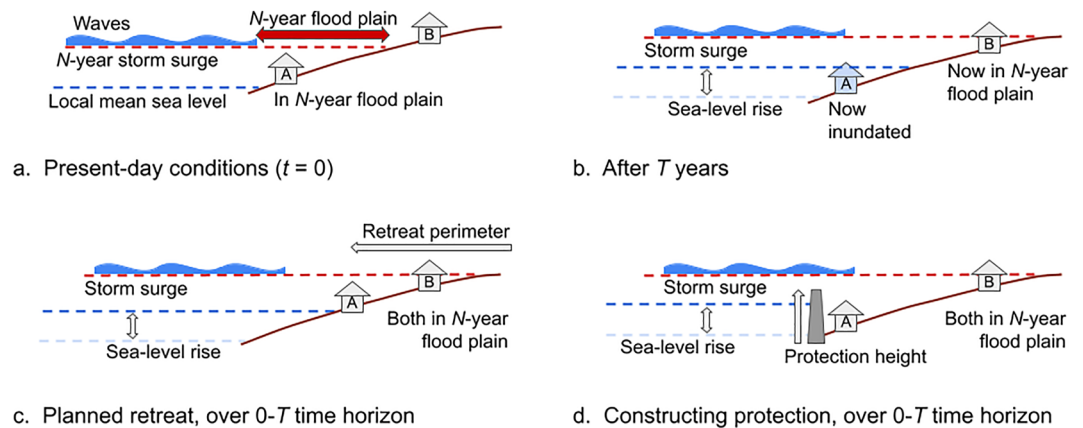 Waves
N-year flood plain
B
N-year storm surge
A
Local mean sea level
In N-year flood plain
a. Present-day conditions (t = 0)
Storm surge
B
Now in N-year
flood plain
A
Sea-level rise
Now
inundated
b. After T years
Retreat perimeter
Storm surge
B
A
Both in N-year
flood plain
Sea-level rise
c. Planned retreat, over 0-T time horizon
Storm surge
B
A
Both in N-year
flood plain
Sea-level rise
Protection height
d. Constructing protection, over 0-T time horizon